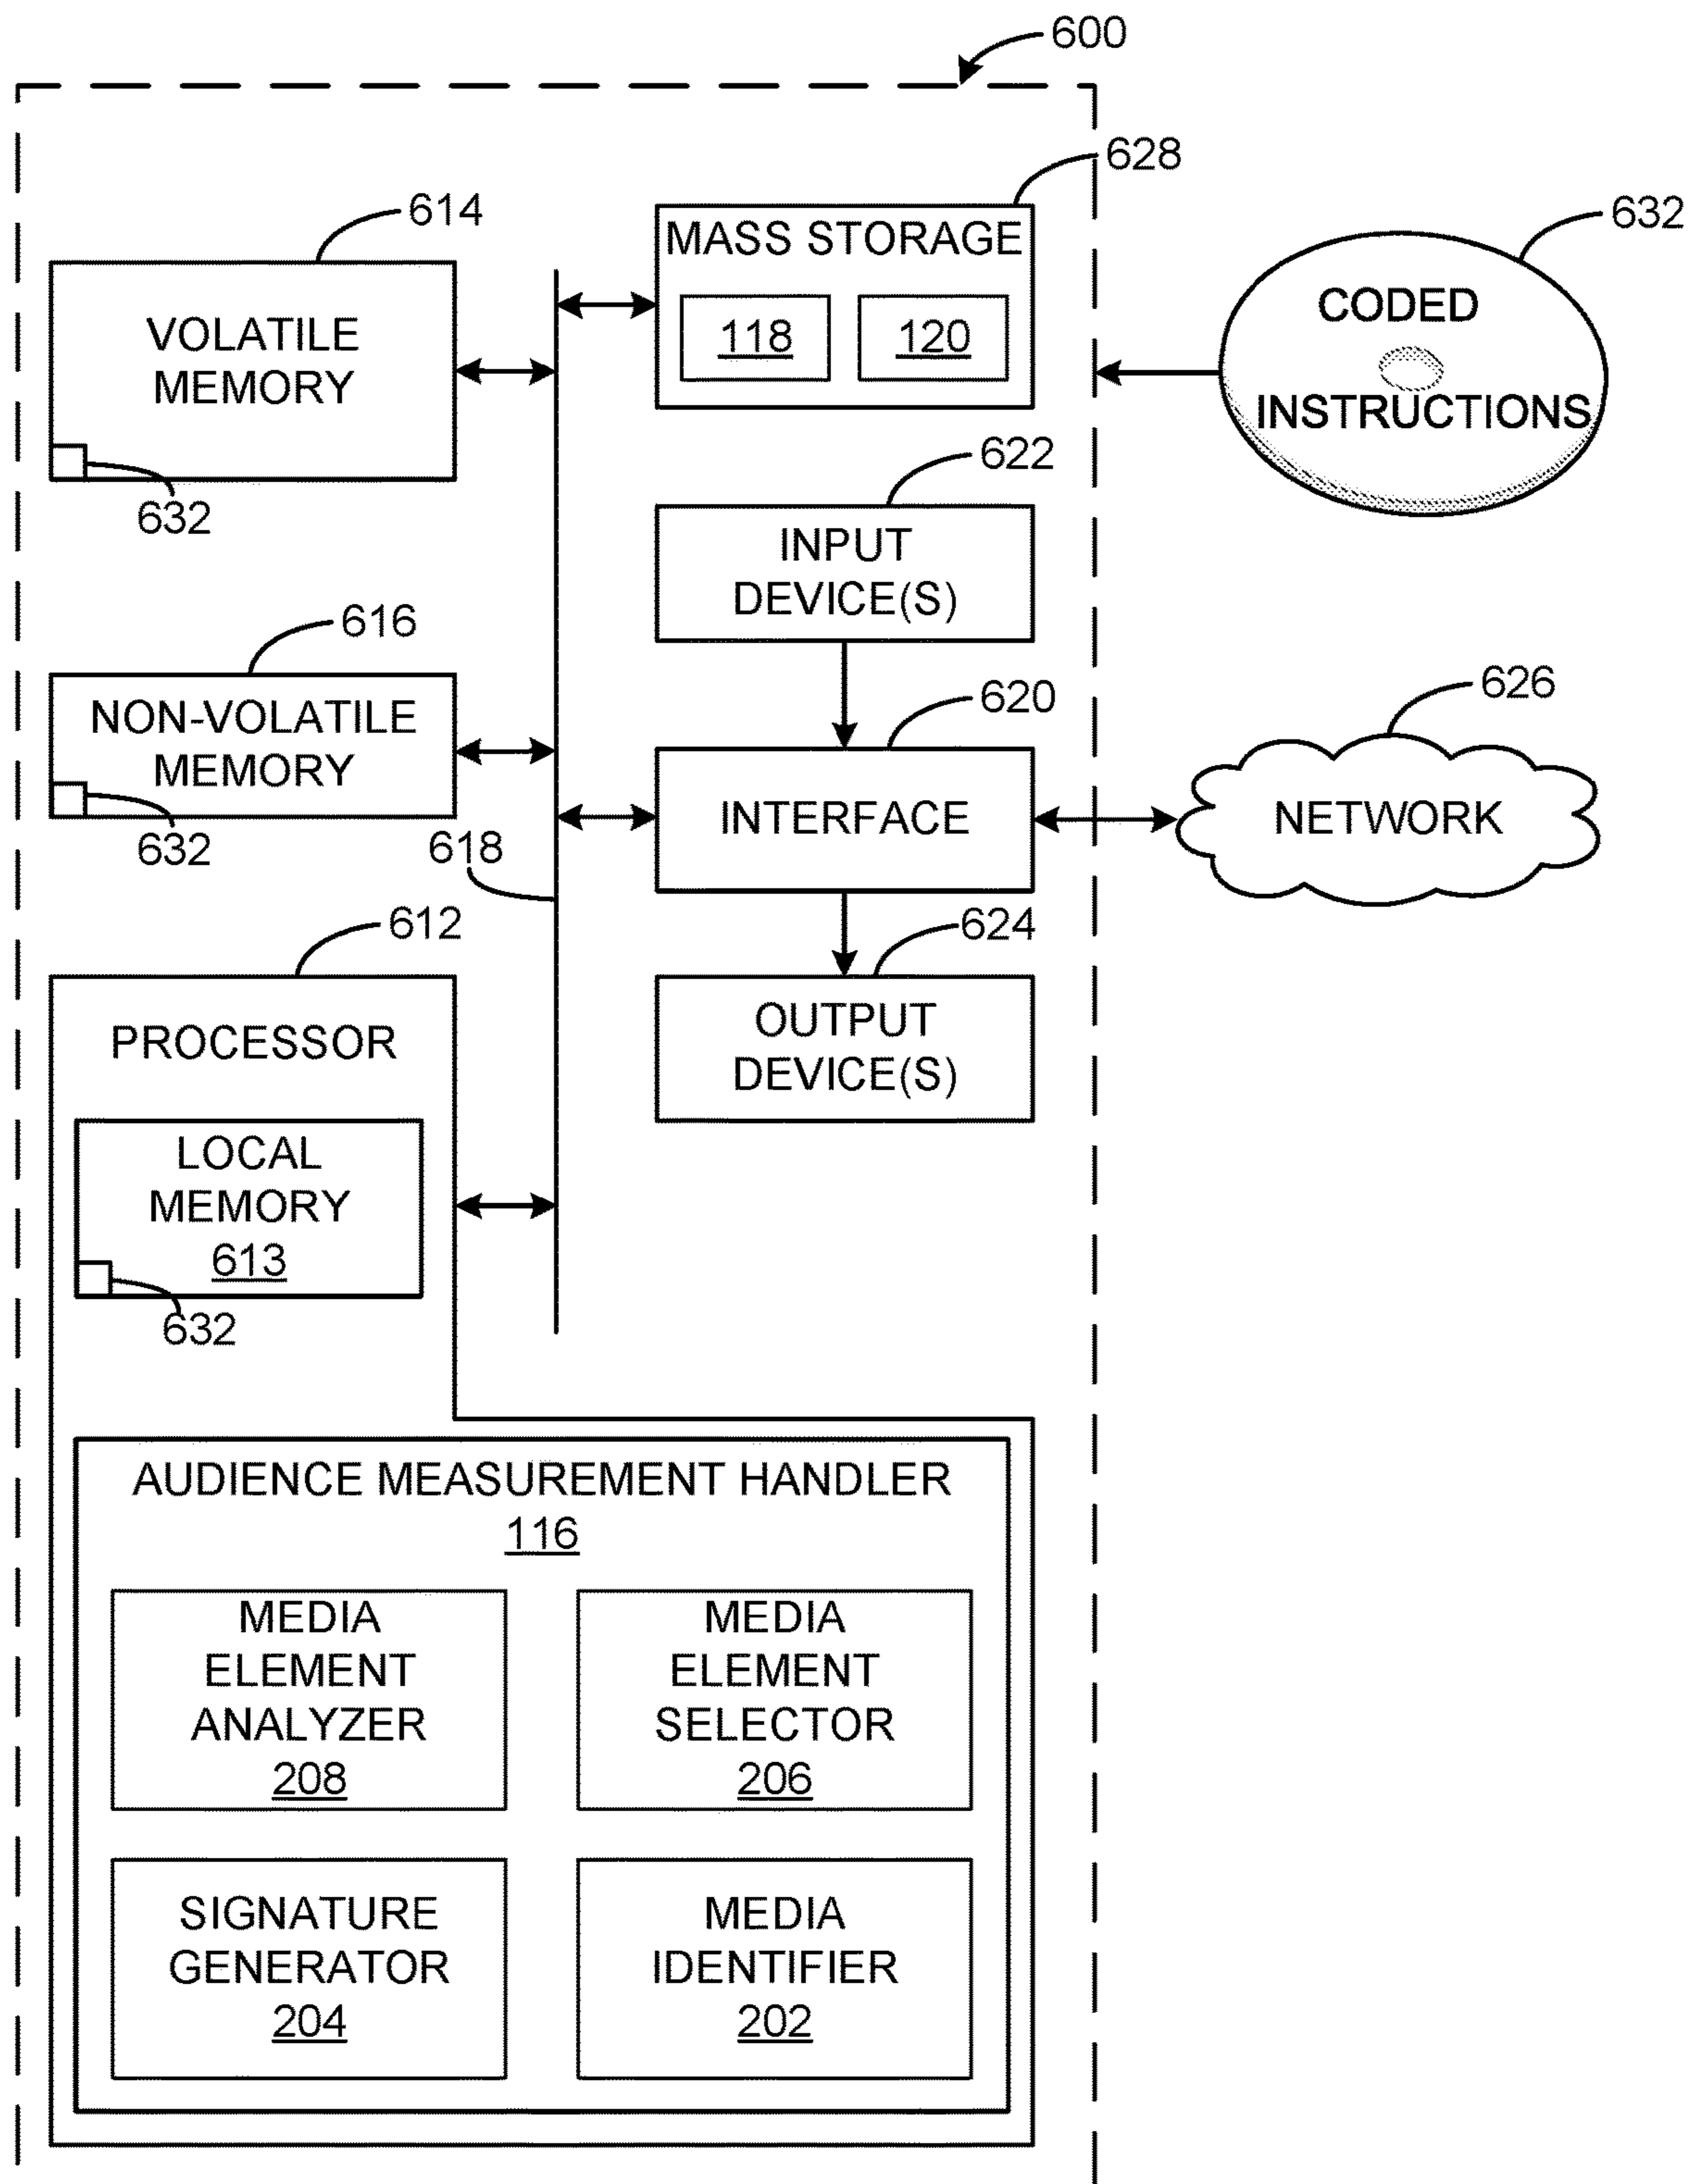 600
628
MASS STORAGE
118
120
614
VOLATILE
MEMORY
632
632
CODED
INSTRUCTIONS
622
INPUT
DEVICE(S)
616
NON-VOLATILE
MEMORY
632
620
INTERFACE
626
NETWORK
618
624
OUTPUT
DEVICE(S)
612
PROCESSOR
LOCAL
MEMORY
613
632
AUDIENCE MEASUREMENT HANDLER
116
MEDIA
ELEMENT
ANALYZER
208
MEDIA
ELEMENT
SELECTOR
206
SIGNATURE
GENERATOR
204
MEDIA
IDENTIFIER
202